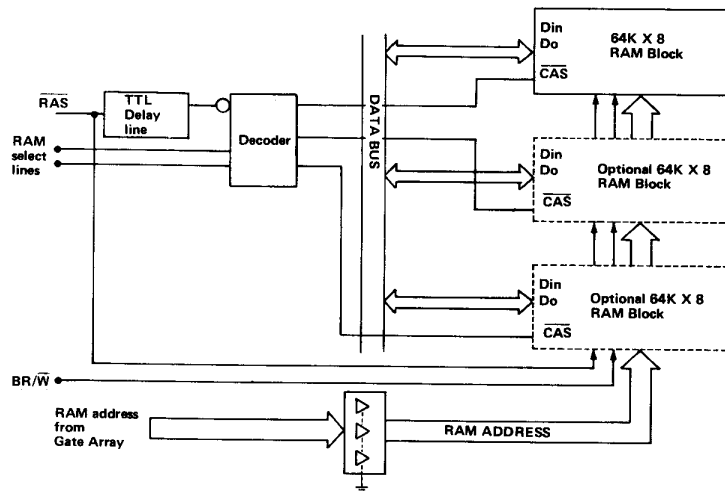 Din
Do
64K X 8
RAM Block
CAS
RAS
TTL
Delay
line
RAM
select
lines
Decoder
DATA BUS
Din
Do
Optional 64K X 8
RAM Block
CAS
Din
Do
Optional 64K X 8
RAM Block
CAS
BR/W
RAM address
from
Gate Array
RAM ADDRESS